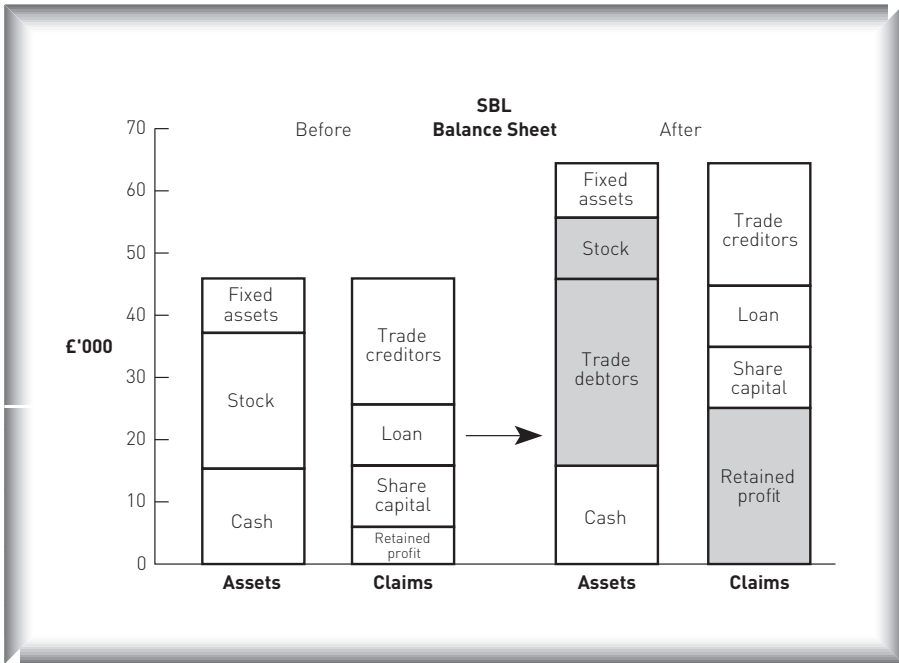 SBL
Before Balance Sheet After
£'000
70
60
50
40
30
20
10
0
Fixed
assets
Stock
Cash
Assets
Trade
creditors
Loan
Share
capital
Retained
profit
Claims
Fixed
assets
Stock
Trade
debtors
Cash
Assets
Trade
creditors
Loan
Share
capital
Retained
profit
Claims